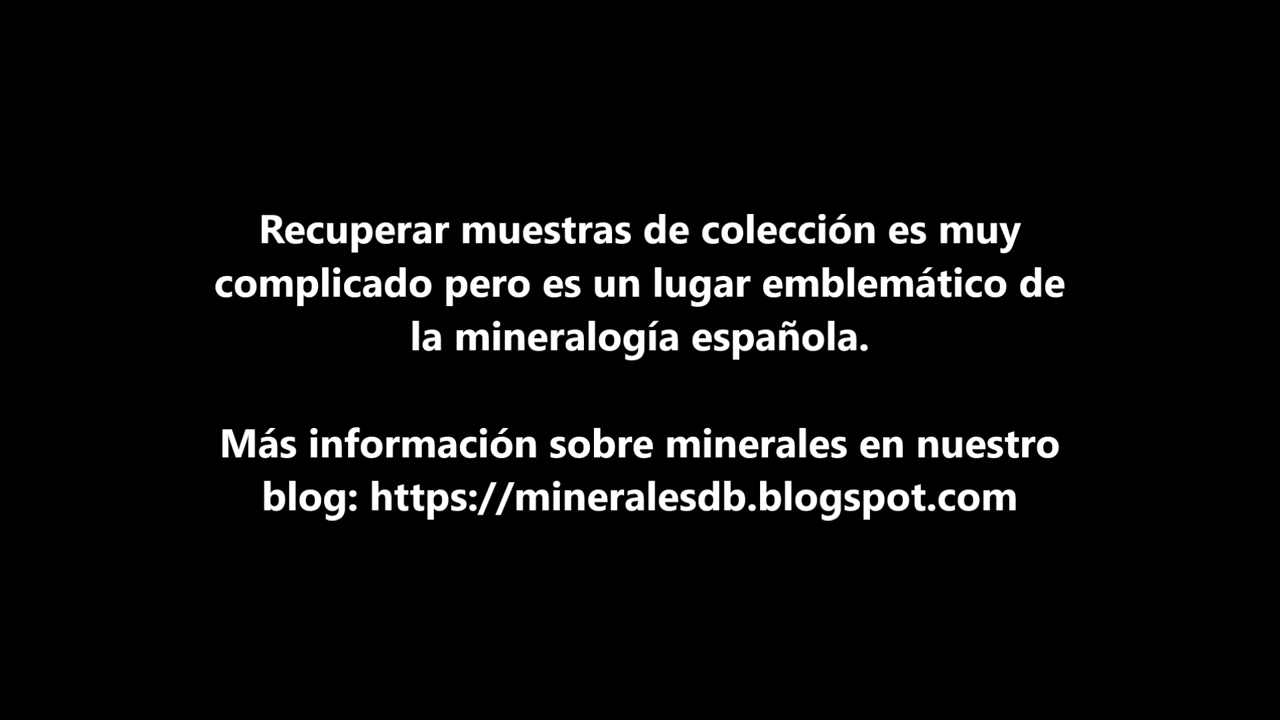 Recuperar muestras de colección es muy
complicado pero es un lugar emblemático de
la mineralogía española.
Más información sobre minerales en nuestro
blog: https://mineralesdb.blogspot.com